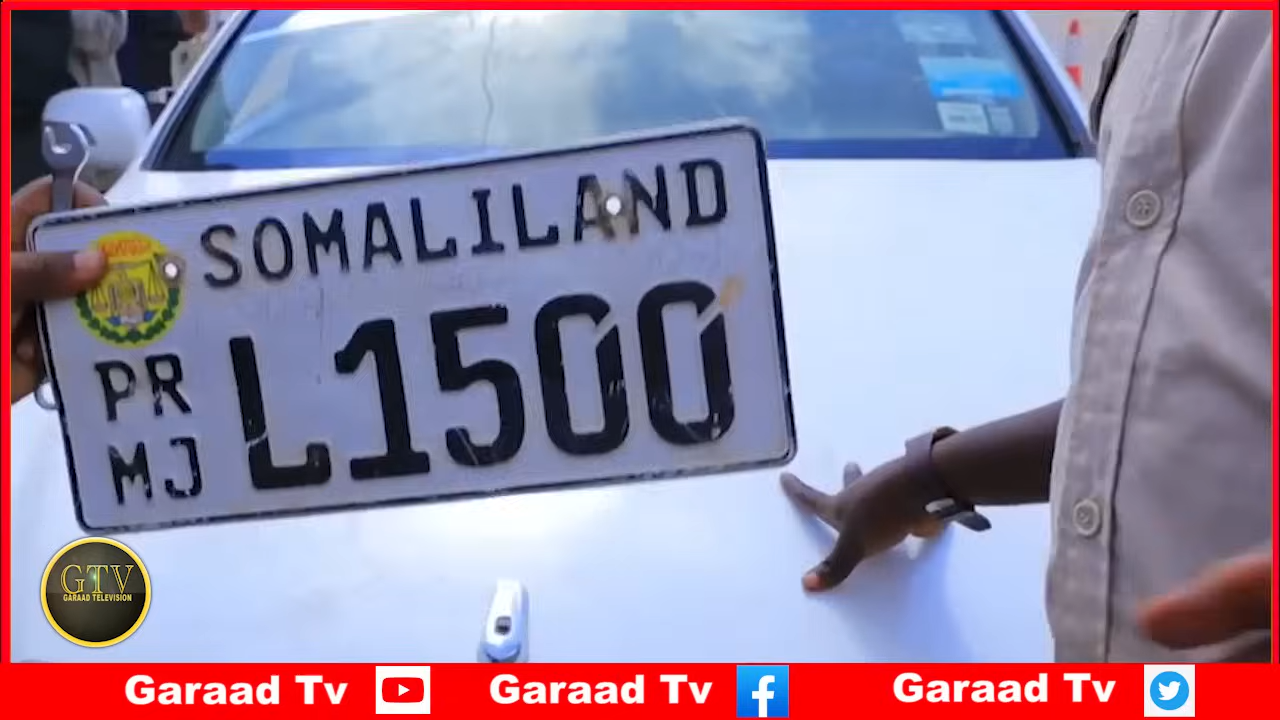 SOMALILAND
PR
MJ
L1500
GTV
GARAAD TELEVISION
Garaad Tv
Garaad Tv
Garaad Tv